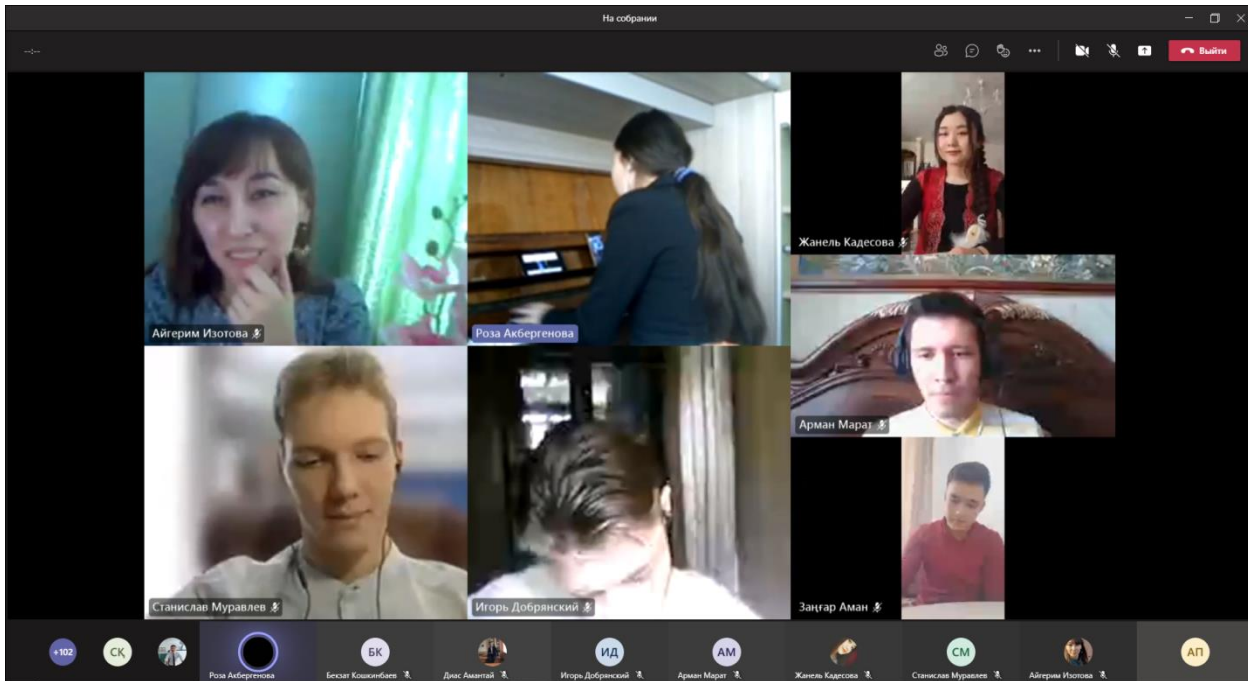 На собрании
--:--
Выйти
Айгерим Изотова
Роза Акбергенова
Жанель Кадесова
Арман Марат
Станислав Муравлев
Игорь Добрянский
Заңғар Аман
+102
СҚ
Роза Акбергенова
БК
Бекзат Кошкинбаев
Диас Амантай
ИД
Игорь Добрянский
АМ
Арман Марат
Жанель Кадесова
СМ
Станислав Муравлев
Айгерим Изотова
АП